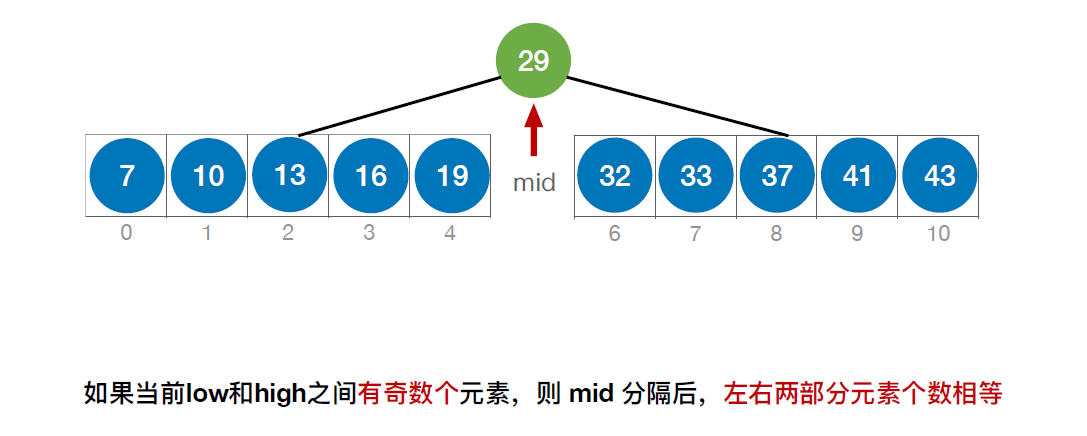 29
7 10 13 16 19 mid 32 33 37 41 43
0 1 2 3 4 6 7 8 9 10
如果当前low和high之间有奇数个元素，则 mid 分隔后，左右两部分元素个数相等